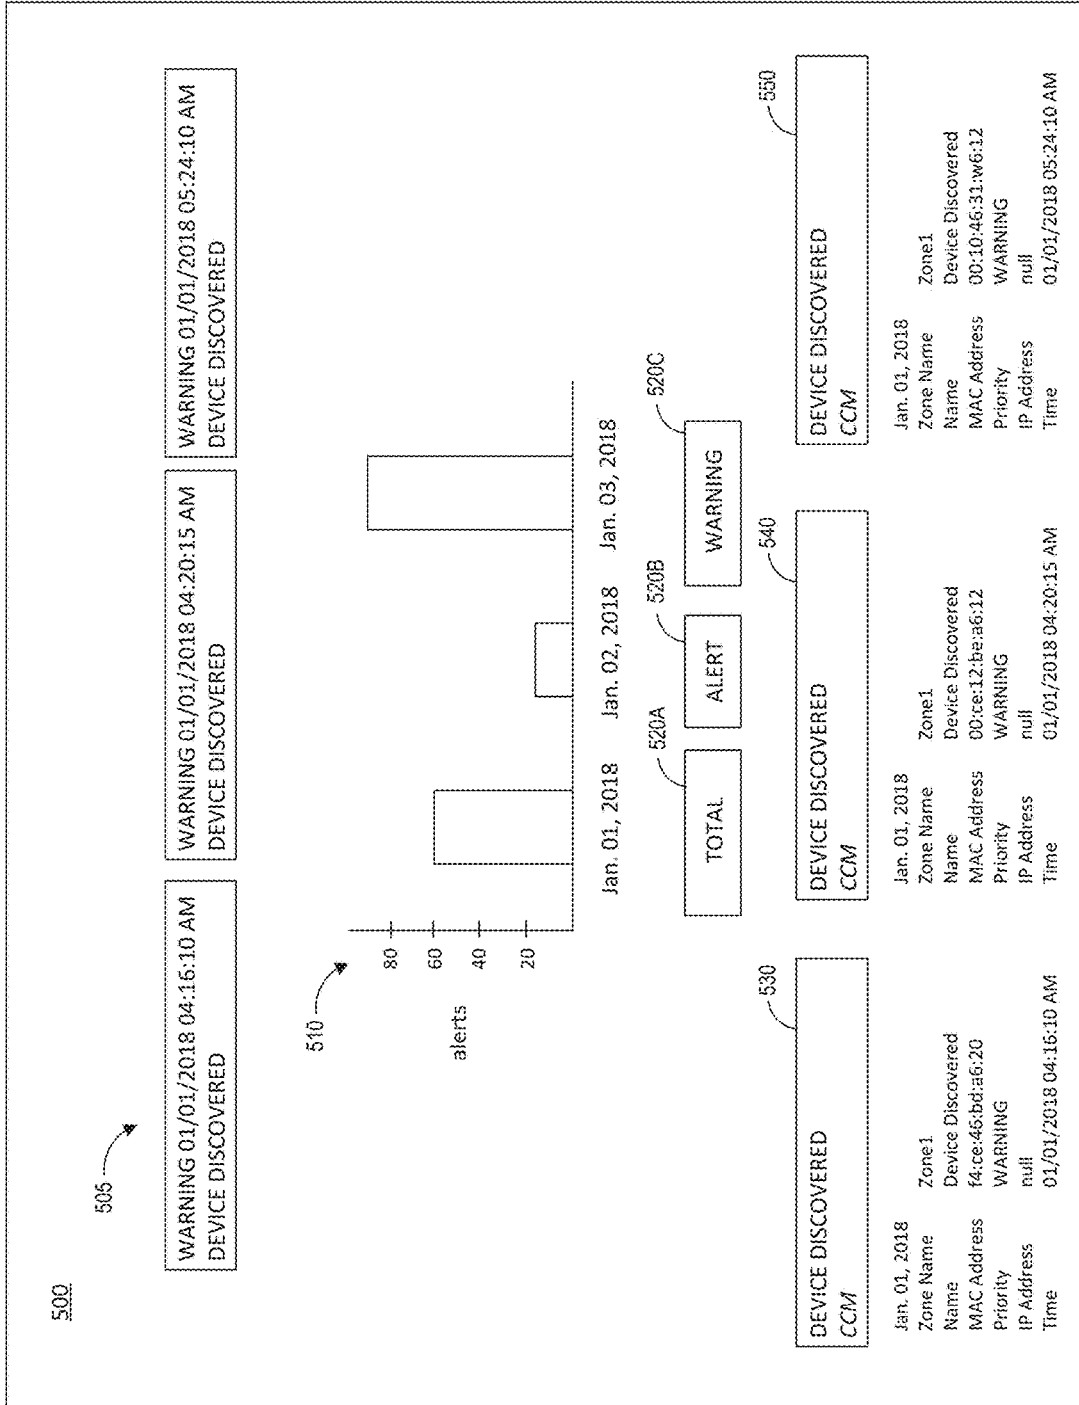 500
505
WARNING 01/01/2018 04:16:10 AM
DEVICE DISCOVERED
WARNING 01/01/2018 04:20:15 AM
DEVICE DISCOVERED
WARNING 01/01/2018 05:24:10 AM
DEVICE DISCOVERED
510
alerts
80
60
40
20
Jan. 01, 2018
Jan. 02, 2018
Jan. 03, 2018
520A
520B
520C
TOTAL
ALERT
WARNING
530
DEVICE DISCOVERED
CCM
Jan. 01, 2018
Zone Name Zone1
Name Device Discovered
MAC Address f4:ce:46:bd:a6:20
Priority WARNING
IP Address null
Time 01/01/2018 04:16:10 AM
540
DEVICE DISCOVERED
CCM
Jan. 01, 2018
Zone Name Zone1
Name Device Discovered
MAC Address 00:ce:12:be:a6:12
Priority WARNING
IP Address null
Time 01/01/2018 04:20:15 AM
550
DEVICE DISCOVERED
CCM
Jan. 01, 2018
Zone Name Zone1
Name Device Discovered
MAC Address 00:10:46:31:w6:12
Priority WARNING
IP Address null
Time 01/01/2018 05:24:10 AM